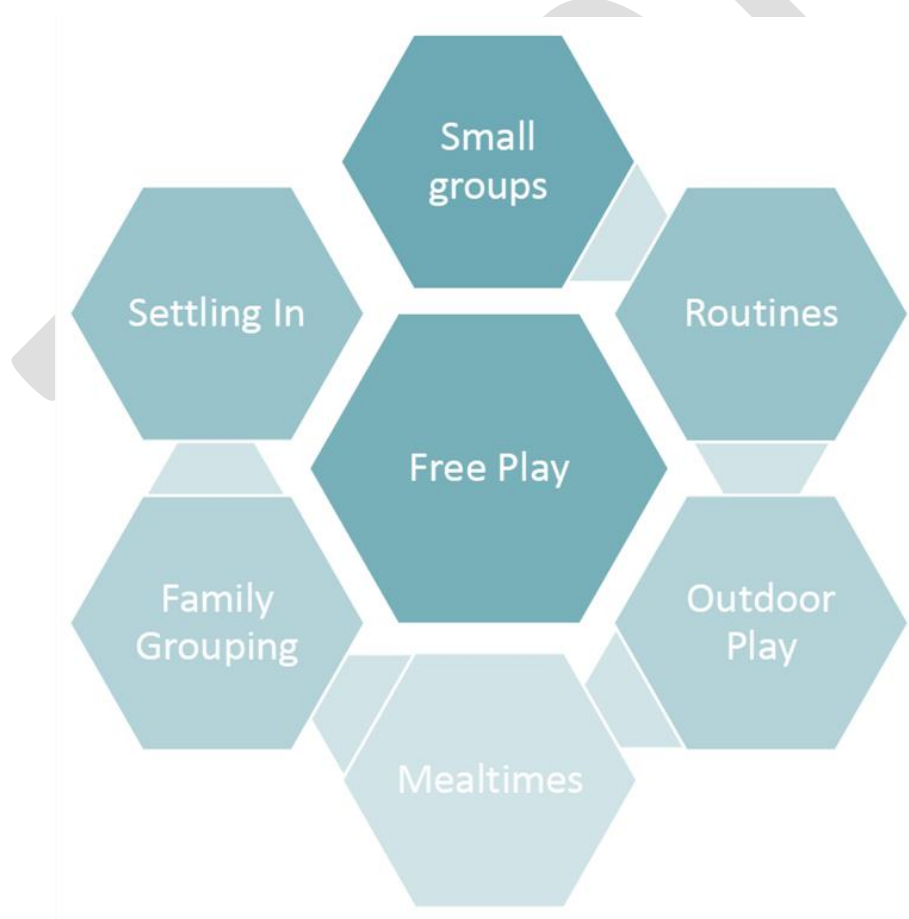 Small
groups
Settling In
Routines
Free Play
Family
Grouping
Outdoor
Play
Mealtimes